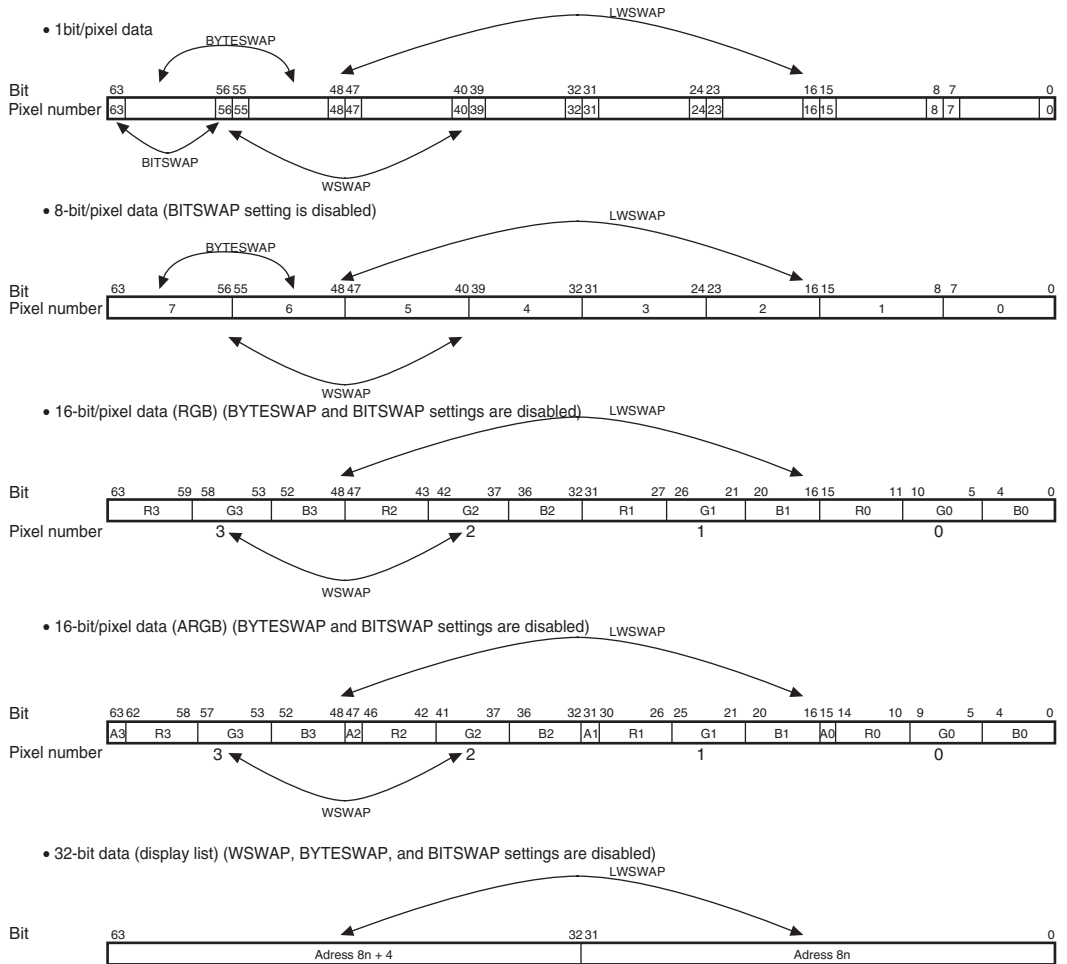 • 1bit/pixel data
LWSWAP
BYTESWAP
Bit 63 56 55 48 47 40 39 32 31 24 23 16 15 8 7 0
Pixel number 63 56 55 48 47 40 39 32 31 24 23 16 15 8 7 0
BITSWAP
WSWAP
• 8-bit/pixel data (BITSWAP setting is disabled)
LWSWAP
BYTESWAP
Bit 63 56 55 48 47 40 39 32 31 24 23 16 15 8 7 0
Pixel number 7 6 5 4 3 2 1 0
WSWAP
• 16-bit/pixel data (RGB) (BYTESWAP and BITSWAP settings are disabled)
LWSWAP
Bit 63 59 58 53 52 48 47 43 42 37 36 32 31 27 26 21 20 16 15 11 10 5 4 0
R3 G3 B3 R2 G2 B2 R1 G1 B1 R0 G0 B0
Pixel number 3 2 1 0
WSWAP
• 16-bit/pixel data (ARGB) (BYTESWAP and BITSWAP settings are disabled)
LWSWAP
Bit 63 62 58 57 53 52 48 47 46 42 41 37 36 32 31 30 26 25 21 20 16 15 14 10 9 5 4 0
A3 R3 G3 B3 A2 R2 G2 B2 A1 R1 G1 B1 A0 R0 G0 B0
Pixel number 3 2 1 0
WSWAP
• 32-bit data (display list) (WSWAP, BYTESWAP, and BITSWAP settings are disabled)
LWSWAP
Bit 63 32 31 0
Adress 8n + 4 Adress 8n